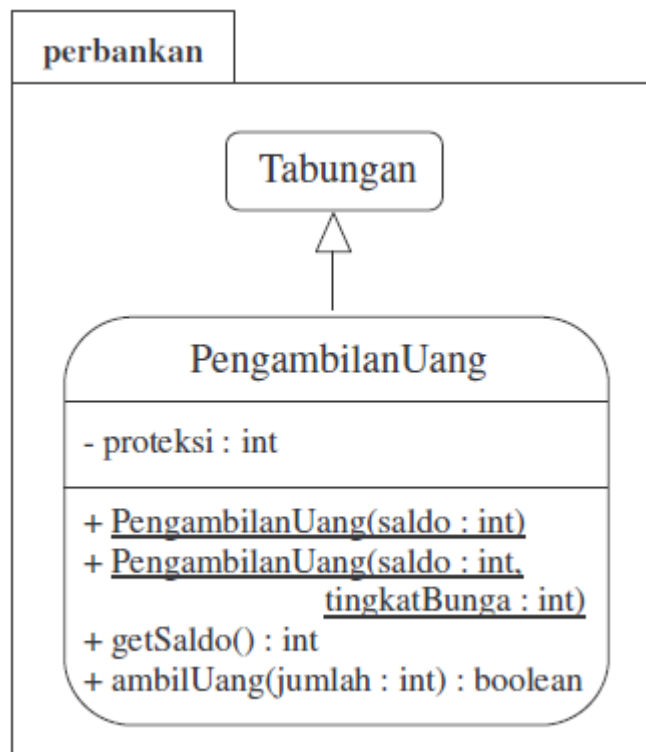 perbankan
Tabungan
PengambilanUang
- proteksi : int
+ PengambilanUang(saldo : int)
+ PengambilanUang(saldo : int,
tingkatBunga : int)
+ getSaldo() : int
+ ambilUang(jumlah : int) : boolean